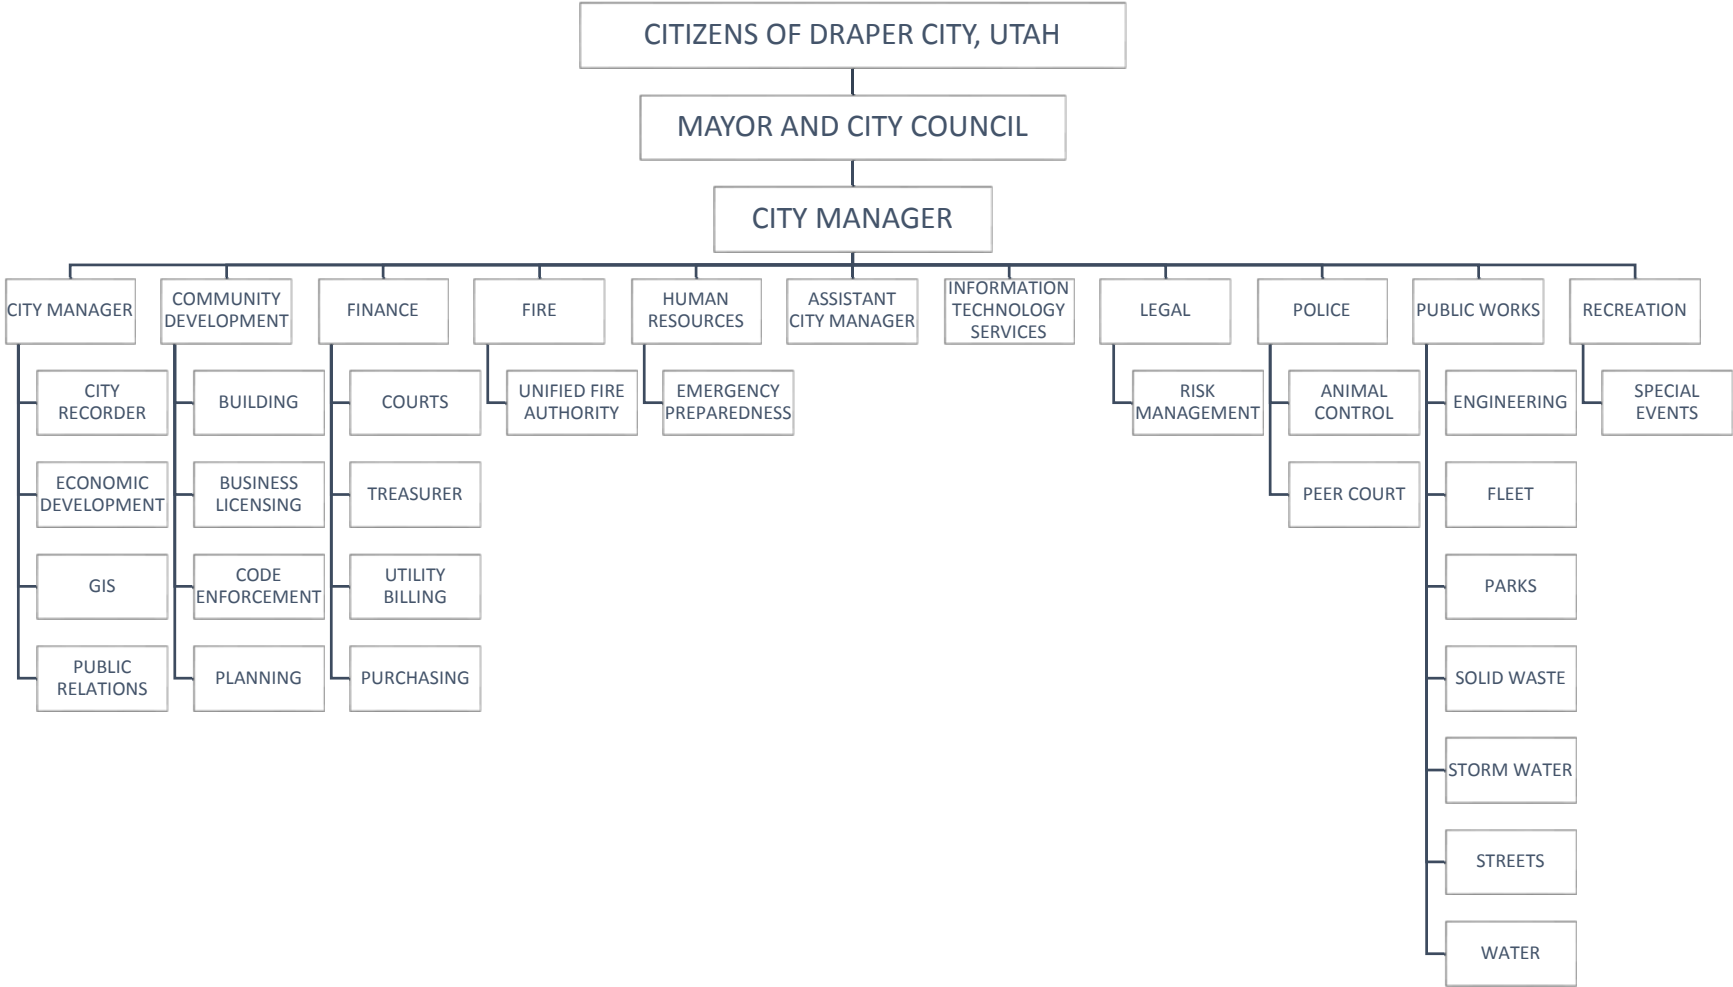 CITIZENS OF DRAPER CITY, UTAH
MAYOR AND CITY COUNCIL
CITY MANAGER
CITY MANAGER
COMMUNITY
DEVELOPMENT
FINANCE
FIRE
HUMAN
RESOURCES
ASSISTANT
CITY MANAGER
INFORMATION
TECHNOLOGY
SERVICES
LEGAL
POLICE
PUBLIC WORKS
RECREATION
CITY
RECORDER
BUILDING
COURTS
UNIFIED FIRE
AUTHORITY
EMERGENCY
PREPAREDNESS
RISK
MANAGEMENT
ANIMAL
CONTROL
ENGINEERING
SPECIAL
EVENTS
ECONOMIC
DEVELOPMENT
BUSINESS
LICENSING
TREASURER
PEER COURT
FLEET
GIS
CODE
ENFORCEMENT
UTILITY
BILLING
PARKS
PUBLIC
RELATIONS
PLANNING
PURCHASING
SOLID WASTE
STORM WATER
STREETS
WATER